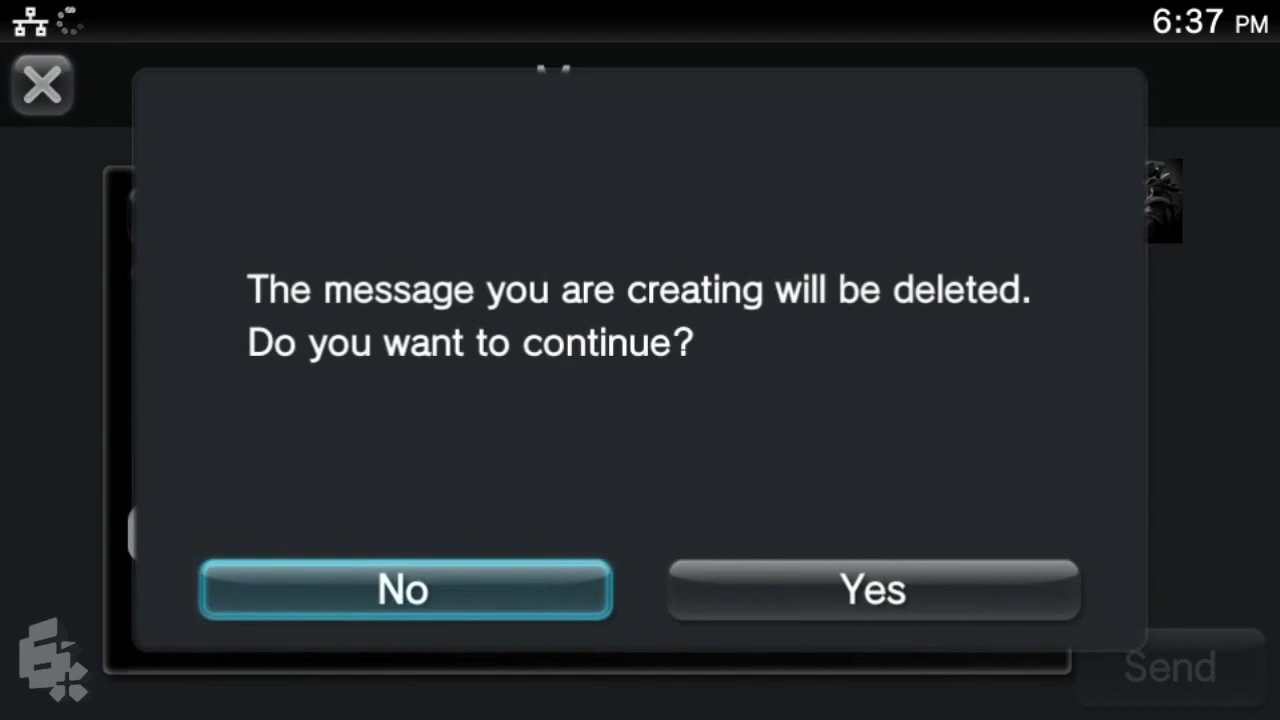 6:37 PM
The message you are creating will be deleted.
Do you want to continue?
No
Yes
Send